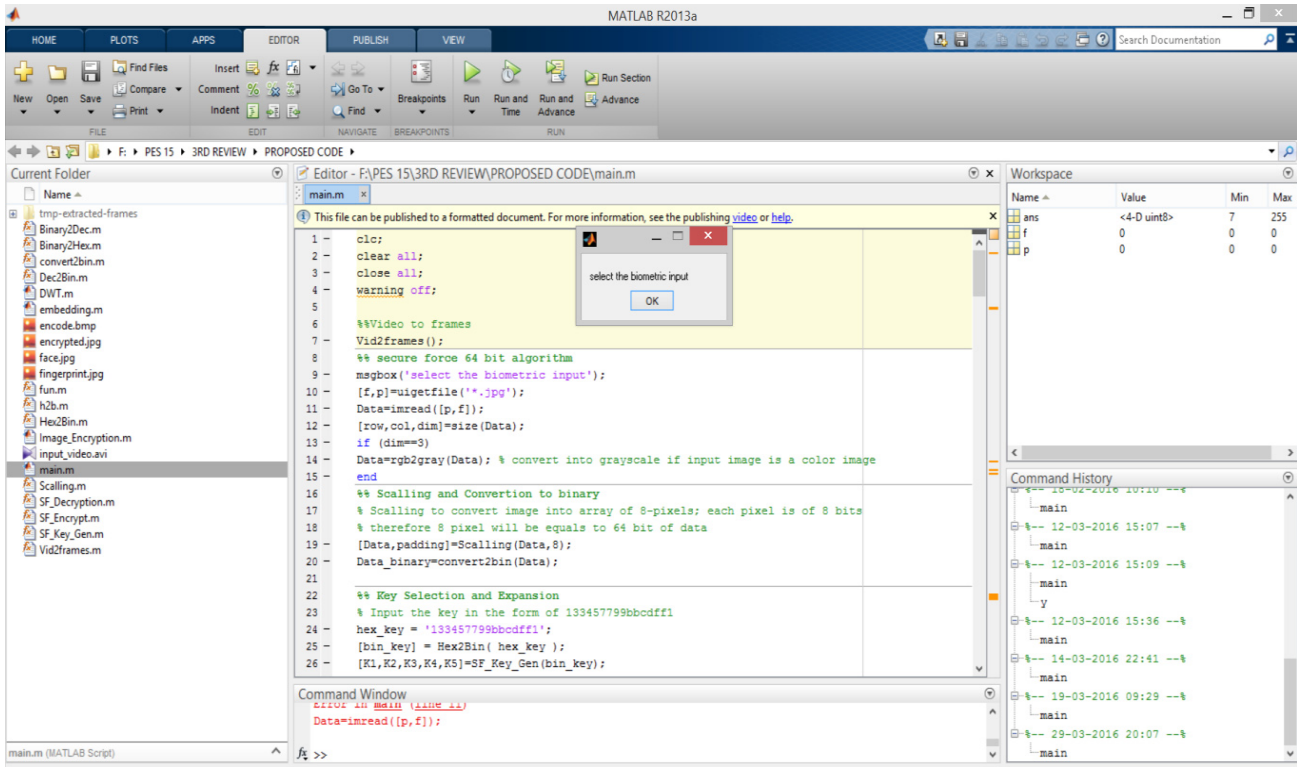 MATLAB R2013a
HOME PLOTS APPS EDITOR PUBLISH VIEW
Search Documentation
New Open Save
Find Files
Compare
Print
Insert fx
Comment
Indent
Go To
Find
Breakpoints
Run
Run and Time
Run and Advance
Run Section
Advance
FILE EDIT NAVIGATE BREAKPOINTS RUN
F: PES 15 3RD REVIEW PROPOSED CODE
Current Folder
Name
tmp-extracted-frames
Binary2Dec.m
Binary2Hex.m
convert2bin.m
Dec2Bin.m
DWT.m
embedding.m
encode.bmp
encrypted.jpg
face.jpg
fingerprint.jpg
fun.m
h2b.m
Hex2Bin.m
Image_Encryption.m
input_video.avi
main.m
Scalling.m
SF_Decryption.m
SF_Encrypt.m
SF_Key_Gen.m
Vid2frames.m
main.m (MATLAB Script)
Editor - F:\PES 15\3RD REVIEW\PROPOSED CODE\main.m
main.m
This file can be published to a formatted document. For more information, see the publishing video or help.
1 - clc;
2 - clear all;
3 - close all;
4 - warning off;
5
6 %%Video to frames
7 - Vid2frames();
8 %% secure force 64 bit algorithm
9 - msgbox('select the biometric input');
10 - [f,p]=uigetfile('*.jpg');
11 - Data=imread([p,f]);
12 - [row,col,dim]=size(Data);
13 - if (dim==3)
14 - Data=rgb2gray(Data); % convert into grayscale if input image is a color image
15 - end
16 %% Scalling and Convertion to binary
17 % Scalling to convert image into array of 8-pixels; each pixel is of 8 bits
18 % therefore 8 pixel will be equals to 64 bit of data
19 - [Data,padding]=Scalling(Data,8);
20 - Data_binary=convert2bin(Data);
21
22 %% Key Selection and Expansion
23 % Input the key in the form of 133457799bbcdff1
24 - hex_key = '133457799bbcdff1';
25 - [bin_key] = Hex2Bin( hex_key );
26 - [K1,K2,K3,K4,K5]=SF_Key_Gen(bin_key);
select the biometric input
OK
Command Window
Error in main (line 11)
Data=imread([p,f]);
fx >>
Workspace
Name Value Min Max
ans <4-D uint8> 7 255
f 0 0 0
p 0 0 0
Command History
%-- 18-02-2016 10:10 --%
main
%-- 12-03-2016 15:07 --%
main
%-- 12-03-2016 15:09 --%
main
y
%-- 12-03-2016 15:36 --%
main
%-- 14-03-2016 22:41 --%
main
%-- 19-03-2016 09:29 --%
main
%-- 29-03-2016 20:07 --%
main